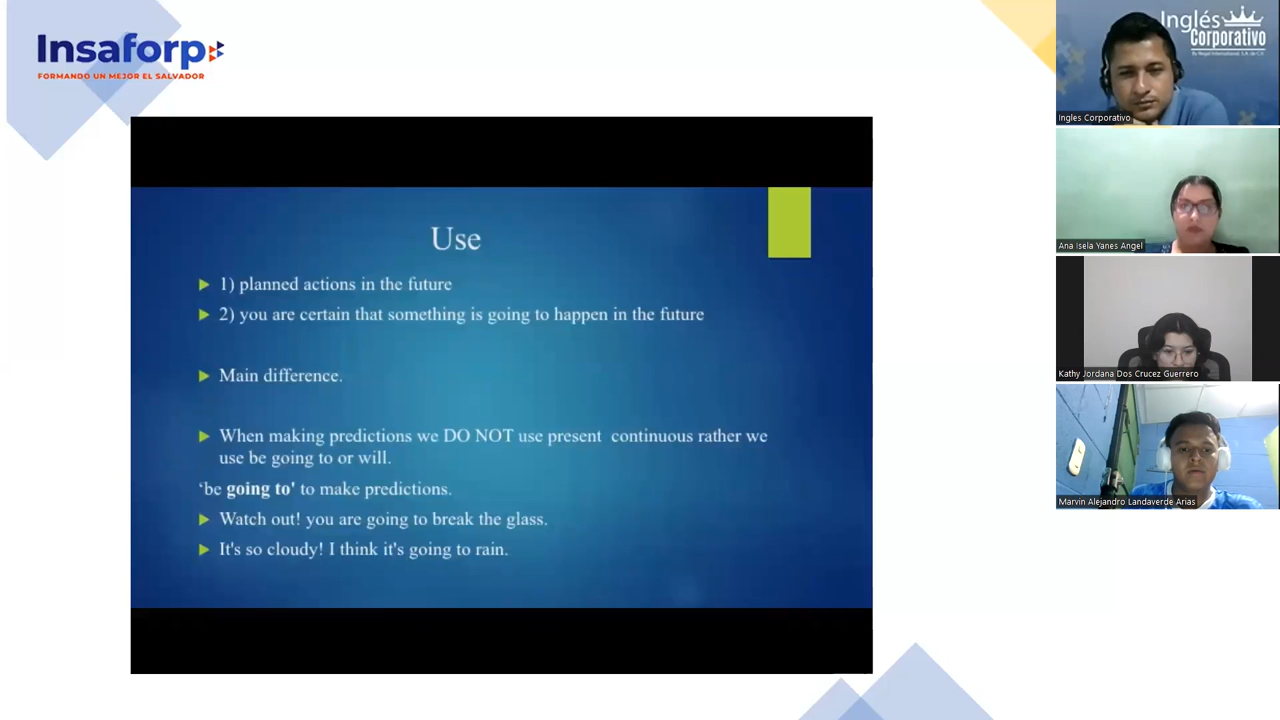 Insaforp
FORMANDO UN MEJOR EL SALVADOR
Use
1) planned actions in the future
2) you are certain that something is going to happen in the future
Main difference.
When making predictions we DO NOT use present continuous rather we
use be going to or will.
‘be going to' to make predictions.
Watch out! you are going to break the glass.
It's so cloudy! I think it's going to rain.
Inglés
Corporativo
By Regal International, S.A. de C.V.
Ingles Corporativo
Ana Isela Yanes Angel
Kathy Jordana Dos Crucez Guerrero
Marvin Alejandro Landaverde Arias